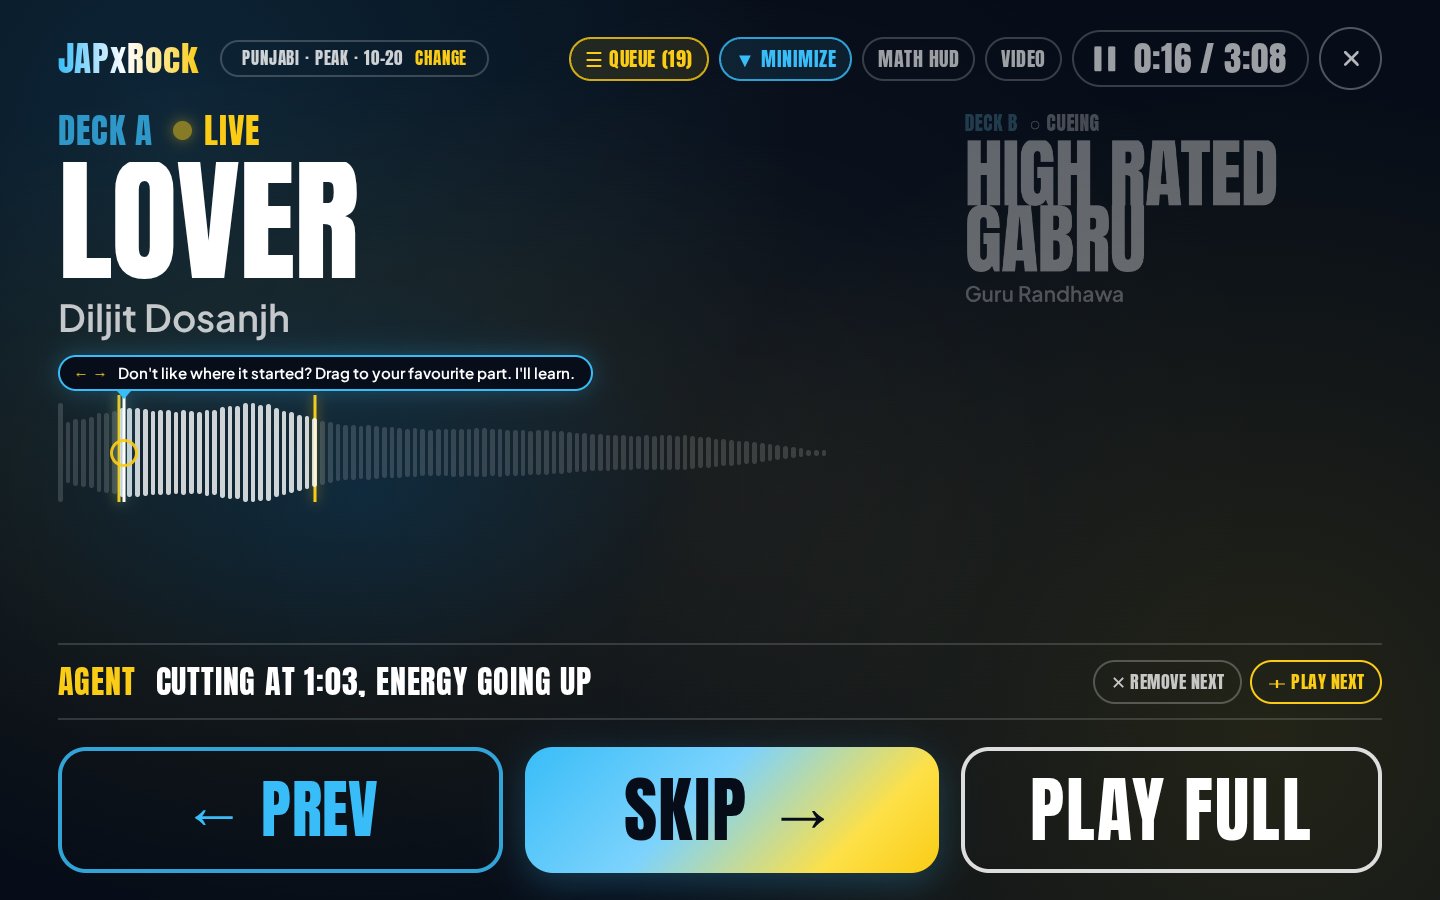 JAPxRock
PUNJABI · PEAK · 10-20 CHANGE
☰ QUEUE (19)
▼ MINIMIZE
MATH HUD
VIDEO
0:16 / 3:08
✕
DECK A ● LIVE
LOVER
Diljit Dosanjh
DECK B ○ CUEING
HIGH RATED
GABRU
Guru Randhawa
← → Don't like where it started? Drag to your favourite part. I'll learn.
AGENT CUTTING AT 1:03, ENERGY GOING UP
✕ REMOVE NEXT
+ PLAY NEXT
← PREV
SKIP →
PLAY FULL